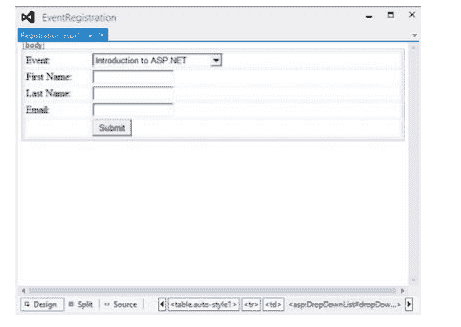 EventRegistration
Registration.aspx
[body]
Event: Introduction to ASP.NET
First Name:
Last Name:
Email:
Submit
Design Split Source <table.auto-style1> <tr> <td> <asp:DropDownList#dropDow...>